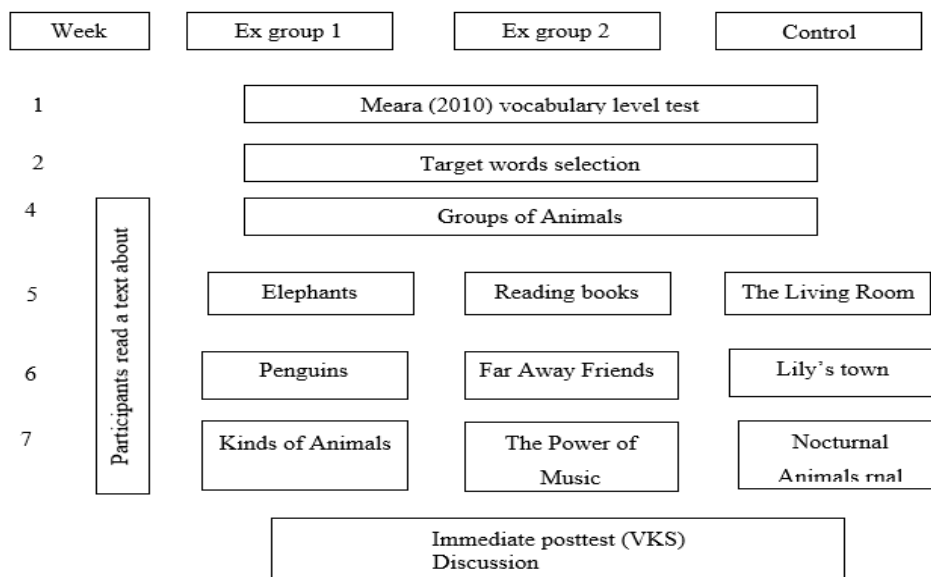 Week Ex group 1 Ex group 2 Control
1 Meara (2010) vocabulary level test
2 Target words selection
4 Groups of Animals
Participants read a text about
5 Elephants Reading books The Living Room
6 Penguins Far Away Friends Lily's town
7 Kinds of Animals The Power of Music Nocturnal Animals rnal
Immediate posttest (VKS)
Discussion